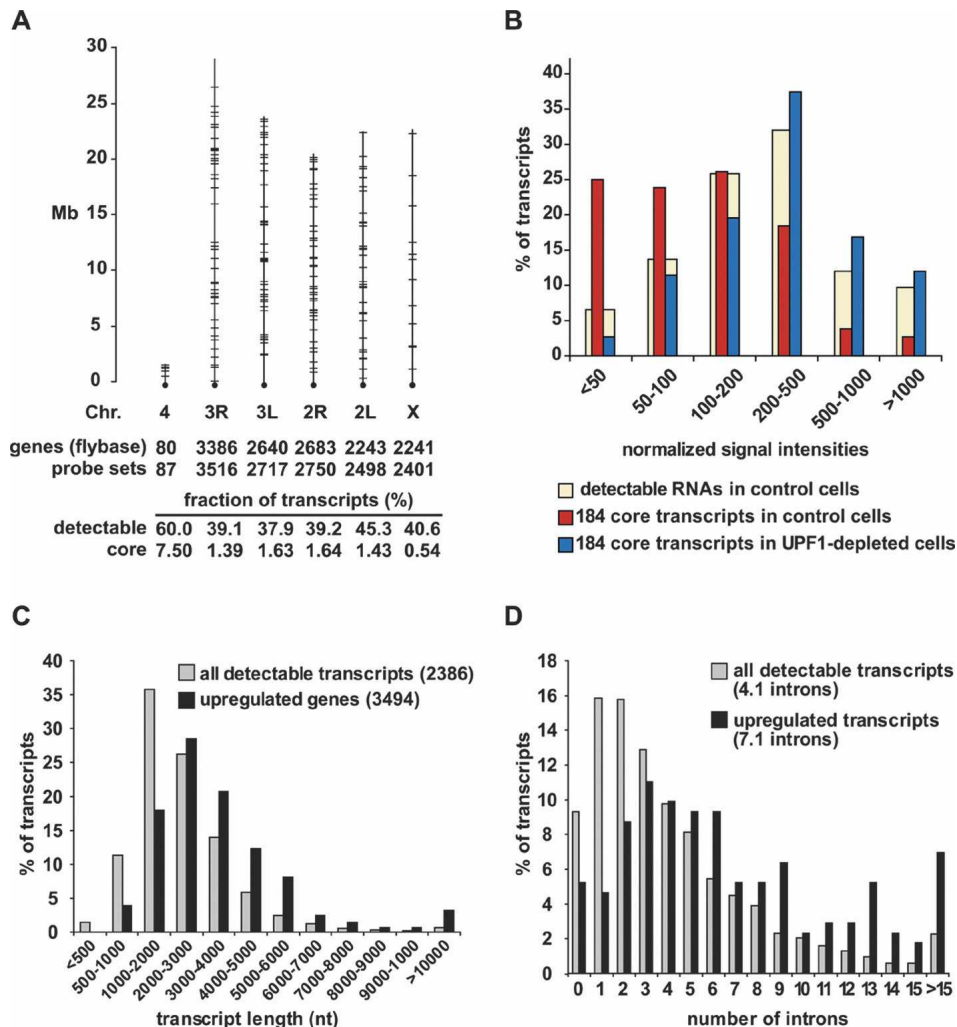 A
30
25
20
15
10
5
0
Mb
Chr. 4 3R 3L 2R 2L X
genes (flybase) 80 3386 2640 2683 2243 2241
probe sets 87 3516 2717 2750 2498 2401
fraction of transcripts (%)
detectable 60.0 39.1 37.9 39.2 45.3 40.6
core 7.50 1.39 1.63 1.64 1.43 0.54
B
% of transcripts
40
35
30
25
20
15
10
5
0
<50 50-100 100-200 200-500 500-1000 >1000
normalized signal intensities
detectable RNAs in control cells
184 core transcripts in control cells
184 core transcripts in UPF1-depleted cells
C
% of transcripts
40
35
30
25
20
15
10
5
0
all detectable transcripts (2386)
upregulated genes (3494)
<500 500-1000 1000-2000 2000-3000 3000-4000 4000-5000 5000-6000 6000-7000 7000-8000 8000-9000 9000-1000 >10000
transcript length (nt)
D
% of transcripts
18
16
14
12
10
8
6
4
2
0
all detectable transcripts
(4.1 introns)
upregulated transcripts
(7.1 introns)
0 1 2 3 4 5 6 7 8 9 10 11 12 13 14 15 >15
number of introns